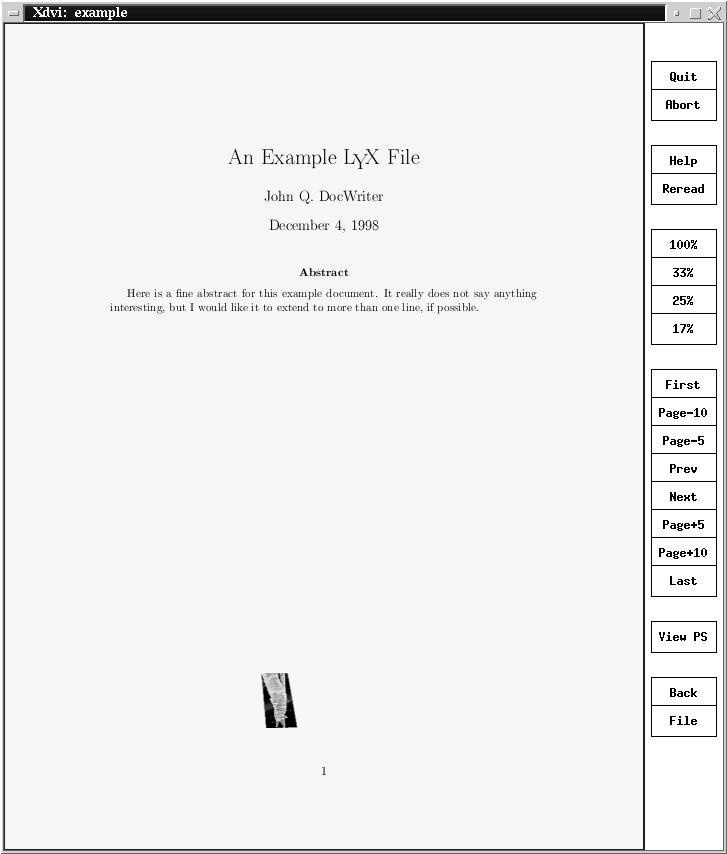 Xdvi: example
An Example LyX File
John Q. DocWriter
December 4, 1998
Abstract
Here is a fine abstract for this example document. It really does not say anything
interesting, but I would like it to extend to more than one line, if possible.
1
Quit
Abort
Help
Reread
100%
33%
25%
17%
First
Page-10
Page-5
Prev
Next
Page+5
Page+10
Last
View PS
Back
File